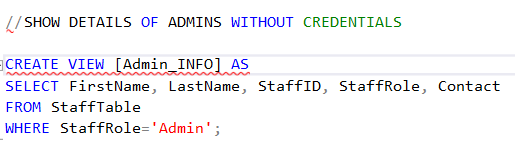 //SHOW DETAILS OF ADMINS WITHOUT CREDENTIALS
CREATE VIEW [Admin_INFO] AS
SELECT FirstName, LastName, StaffID, StaffRole, Contact
FROM StaffTable
WHERE StaffRole='Admin';